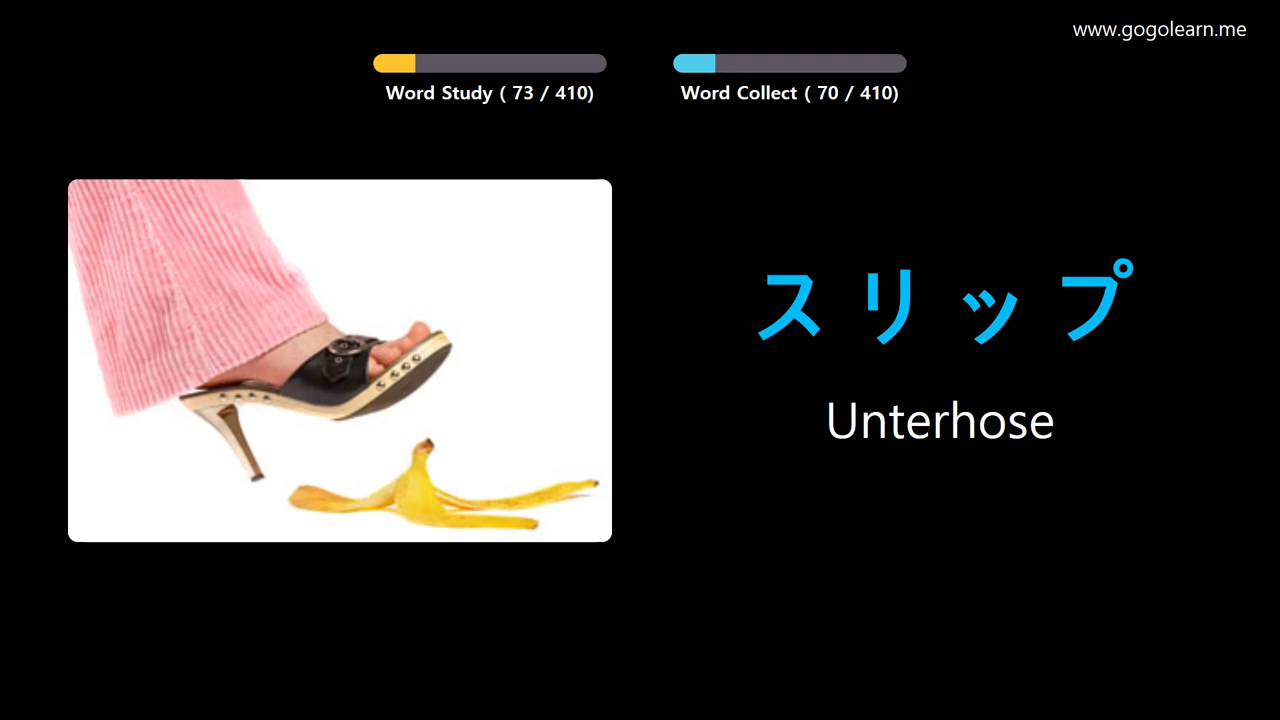 www.gogolearn.me
Word Study ( 73 / 410)
Word Collect ( 70 / 410)
スリップ
Unterhose